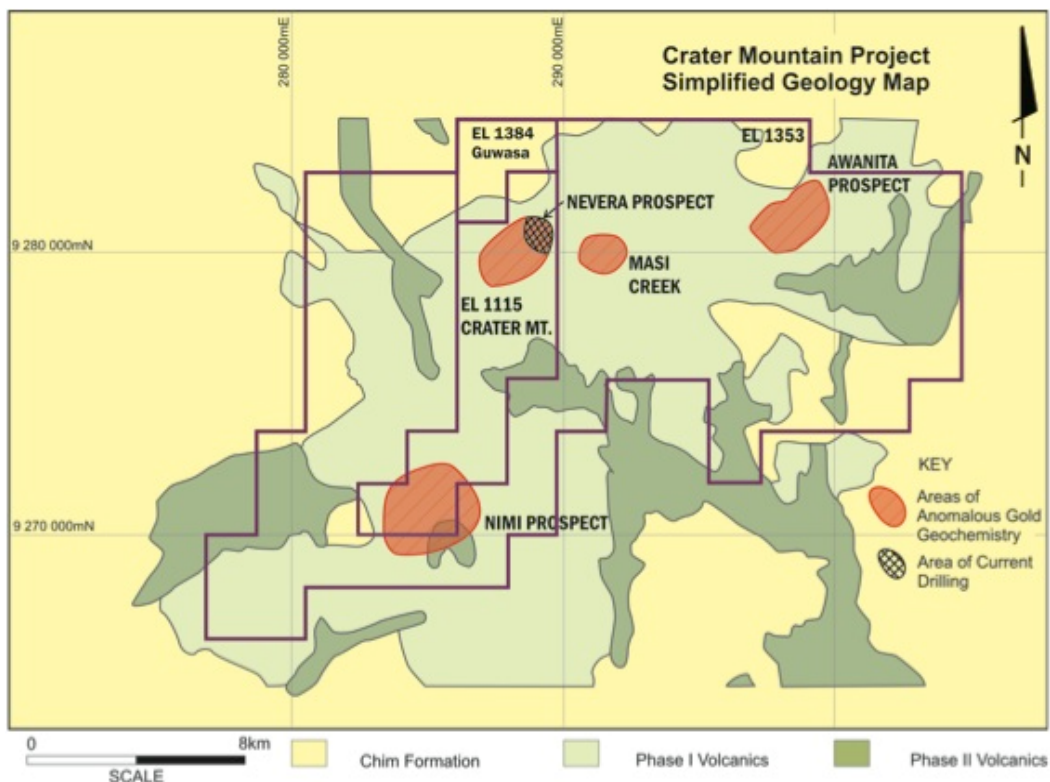 Crater Mountain Project
Simplified Geology Map
280 000mE
290 000mE
N
EL 1384
Guwasa
EL 1353
AWANITA
PROSPECT
NEVERA PROSPECT
9 280 000mN
MASI
CREEK
EL 1115
CRATER MT.
NIMI PROSPECT
9 270 000mN
KEY
Areas of
Anomalous Gold
Geochemistry
Area of Current
Drilling
0
8km
SCALE
Chim Formation
Phase I Volcanics
Phase II Volcanics